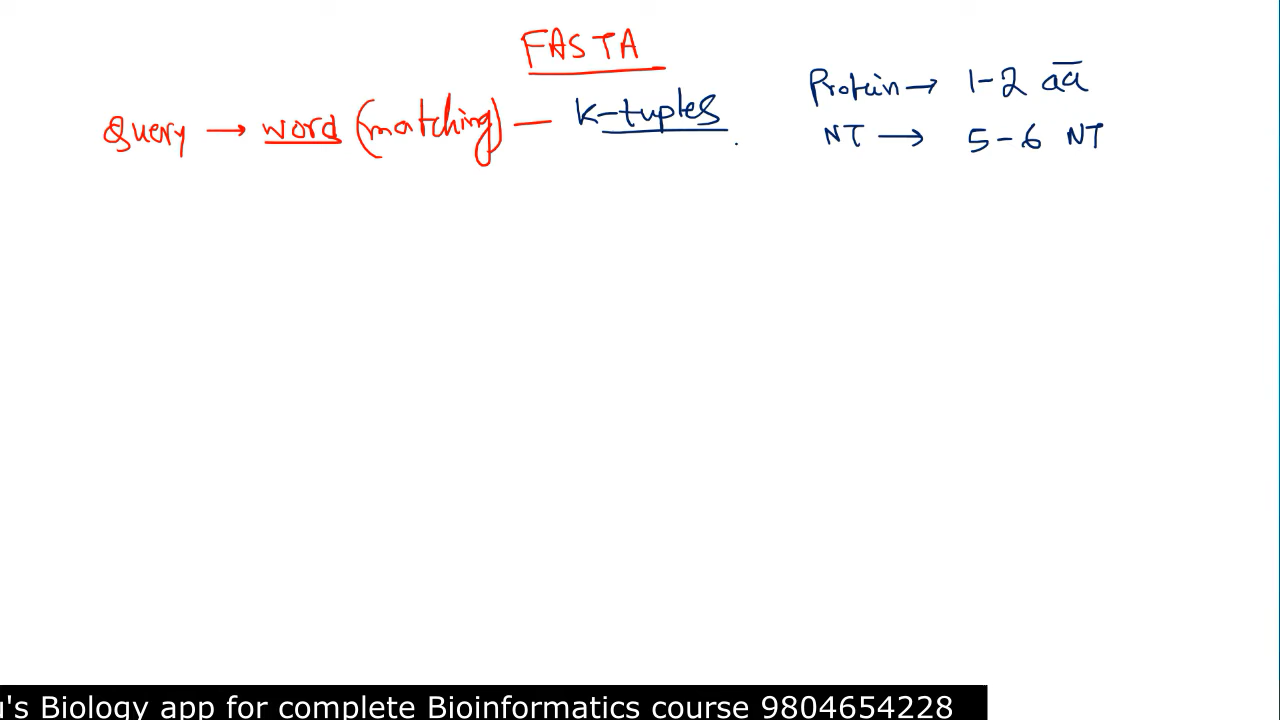 FASTA
Query → word (matching) — K-tuples
Protein → 1-2 aa
NT → 5-6 NT
u's Biology app for complete Bioinformatics course 9804654228